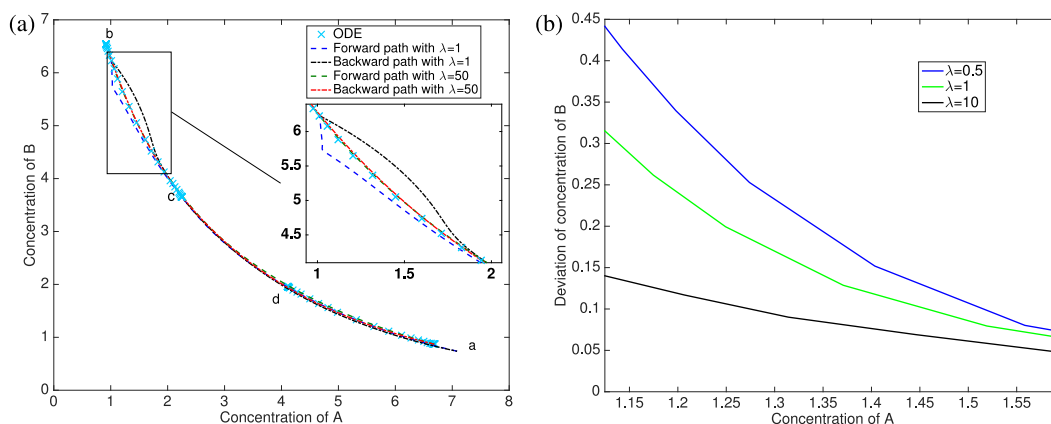 (a)
7
6
5
4
3
2
1
0
Concentration of B
0 1 2 3 4 5 6 7 8
Concentration of A
b
c
d
a
ODE
Forward path with λ=1
Backward path with λ=1
Forward path with λ=50
Backward path with λ=50
6
5.5
5
4.5
1 1.5 2
(b)
0.45
0.4
0.35
0.3
0.25
0.2
0.15
0.1
0.05
0
Deviation of concentration of B
1.15 1.2 1.25 1.3 1.35 1.4 1.45 1.5 1.55
Concentration of A
λ=0.5
λ=1
λ=10